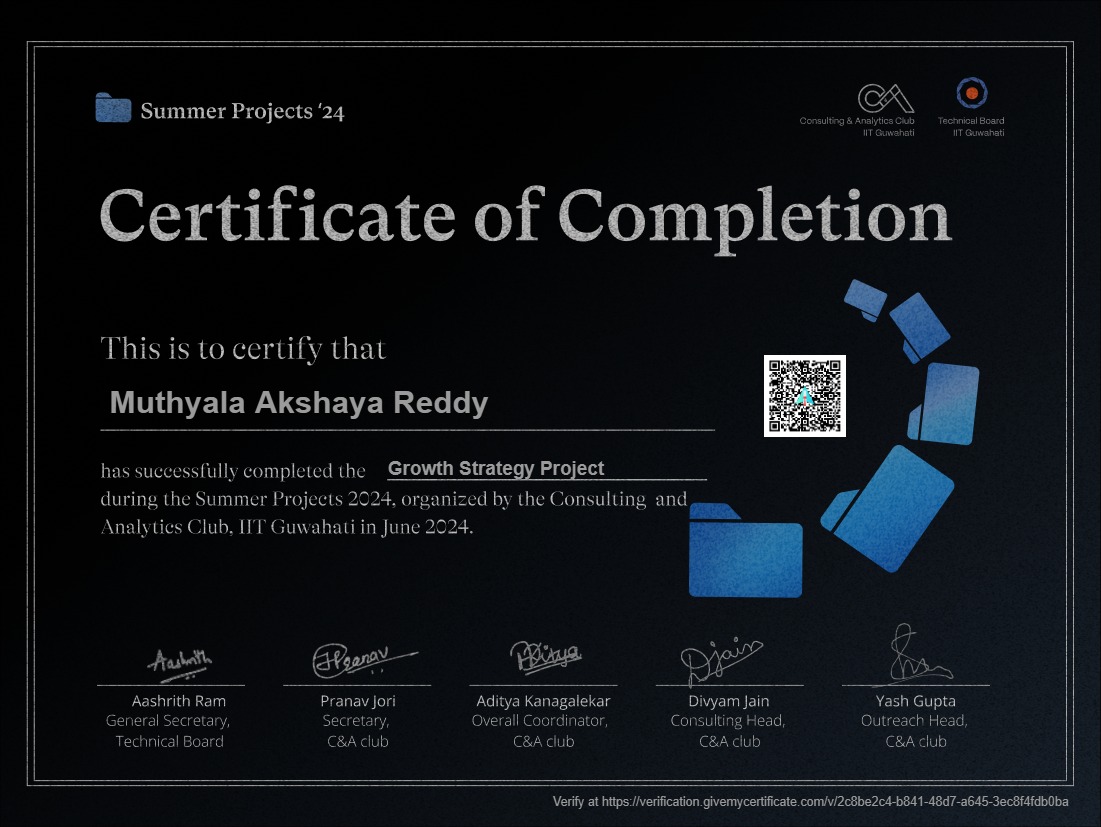 Summer Projects '24
Consulting & Analytics Club
IIT Guwahati
Technical Board
IIT Guwahati
Certificate of Completion
This is to certify that
Muthyala Akshaya Reddy
has successfully completed the Growth Strategy Project
during the Summer Projects 2024, organized by the Consulting and
Analytics Club, IIT Guwahati in June 2024.
Aashrith
Pranav
Aditya
Djain
Aashrith Ram
General Secretary,
Technical Board
Pranav Jori
Secretary,
C&A club
Aditya Kanagalekar
Overall Coordinator,
C&A club
Divyam Jain
Consulting Head,
C&A club
Yash Gupta
Outreach Head,
C&A club
Verify at https://verification.givemycertificate.com/v/2c8be2c4-b841-48d7-a645-3ec8f4fdb0ba